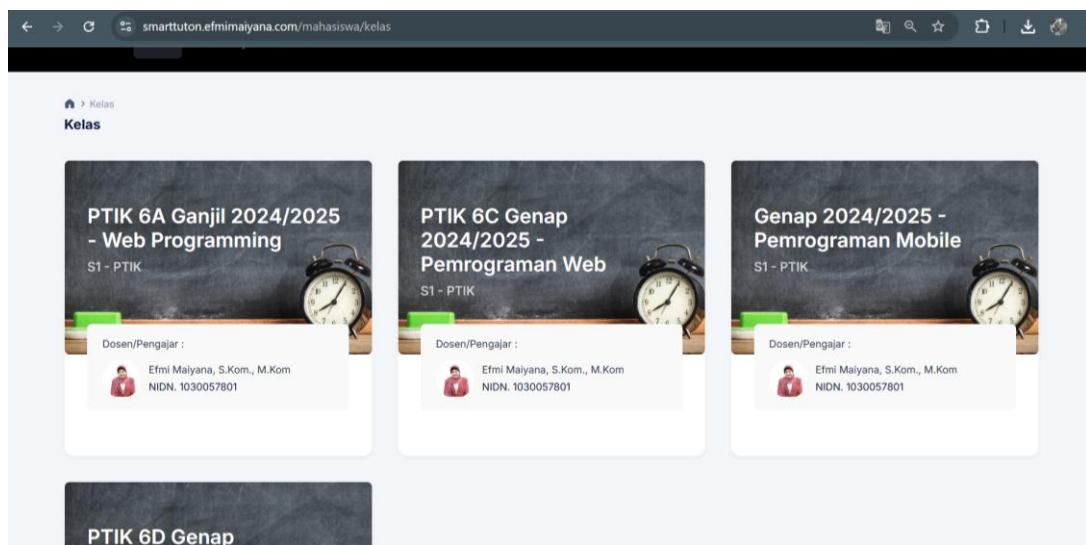 smarttuton.efmimaiyana.com/mahasiswa/kelas
Kelas
Kelas
PTIK 6A Ganjil 2024/2025
- Web Programming
S1 - PTIK
Dosen/Pengajar :
Efmi Maiyana, S.Kom., M.Kom
NIDN. 1030057801
PTIK 6C Genap
2024/2025 -
Pemrograman Web
S1 - PTIK
Dosen/Pengajar :
Efmi Maiyana, S.Kom., M.Kom
NIDN. 1030057801
Genap 2024/2025 -
Pemrograman Mobile
S1 - PTIK
Dosen/Pengajar :
Efmi Maiyana, S.Kom., M.Kom
NIDN. 1030057801
PTIK 6D Genap